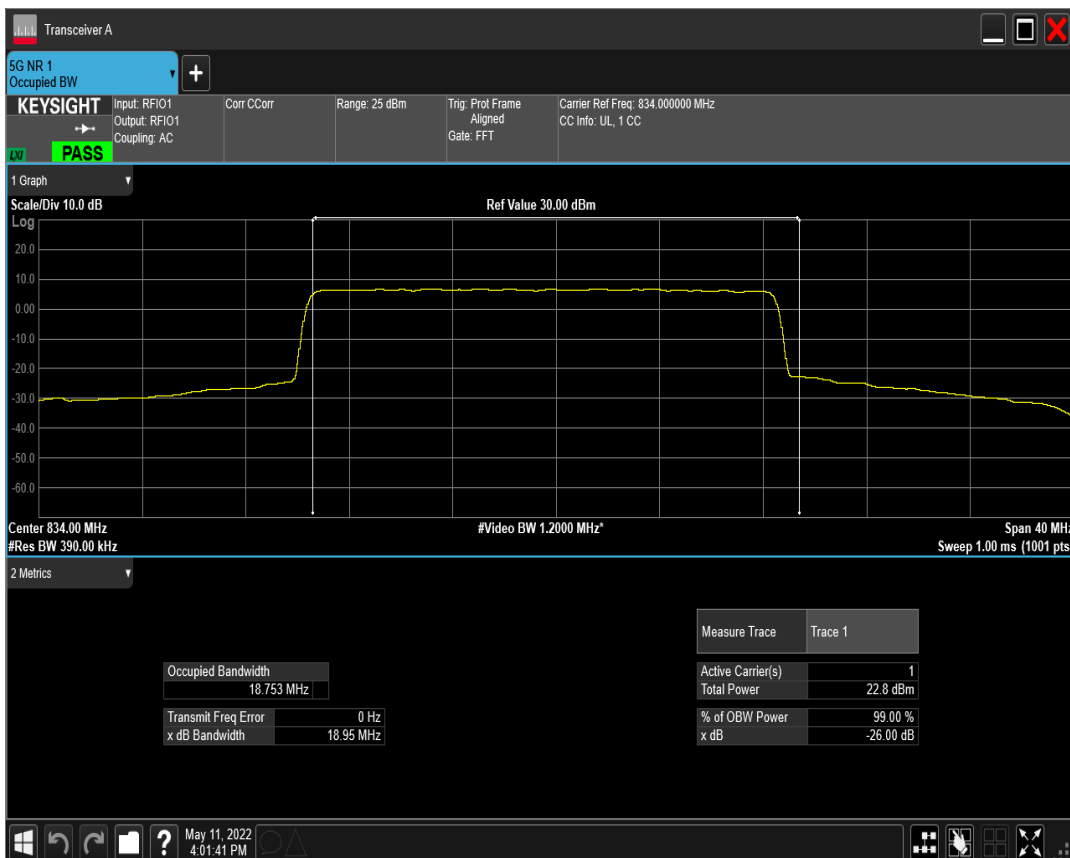 Transceiver A
5G NR 1
Occupied BW
KEYSIGHT
LXI
PASS
Input: RFIO1
Output: RFIO1
Coupling: AC
Corr CCorr
Range: 25 dBm
Trig: Prot Frame
Aligned
Gate: FFT
Carrier Ref Freq: 834.000000 MHz
CC Info: UL, 1 CC
1 Graph
Scale/Div 10.0 dB
Ref Value 30.00 dBm
Log
20.0
10.0
0.00
-10.0
-20.0
-30.0
-40.0
-50.0
-60.0
Center 834.00 MHz
#Video BW 1.2000 MHz*
Span 40 MHz
#Res BW 390.00 kHz
Sweep 1.00 ms (1001 pts
2 Metrics
Measure Trace Trace 1
Occupied Bandwidth
18.753 MHz
Active Carrier(s) 1
Total Power 22.8 dBm
Transmit Freq Error 0 Hz
x dB Bandwidth 18.95 MHz
% of OBW Power 99.00 %
x dB -26.00 dB
?
May 11, 2022
4:01:41 PM